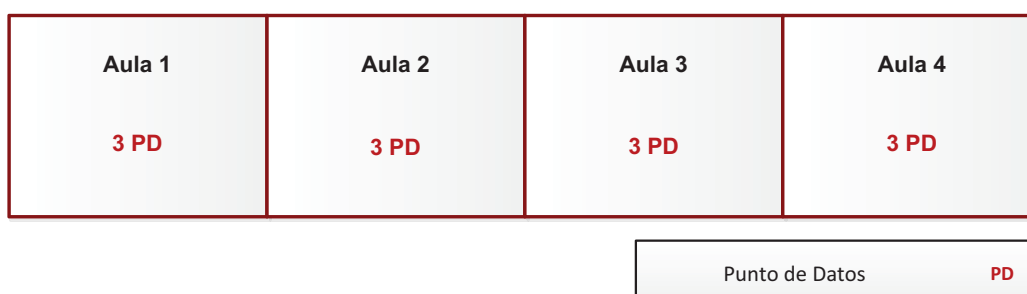 Aula 1 Aula 2 Aula 3 Aula 4
3 PD 3 PD 3 PD 3 PD
Punto de Datos PD